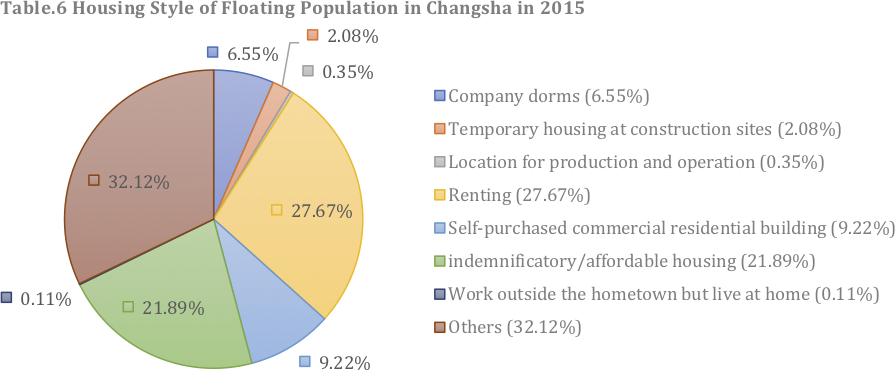 Table.6 Housing Style of Floating Population in Changsha in 2015
6.55%
2.08%
0.35%
27.67%
9.22%
21.89%
0.11%
32.12%
Company dorms (6.55%)
Temporary housing at construction sites (2.08%)
Location for production and operation (0.35%)
Renting (27.67%)
Self-purchased commercial residential building (9.22%)
indemnificatory/affordable housing (21.89%)
Work outside the hometown but live at home (0.11%)
Others (32.12%)